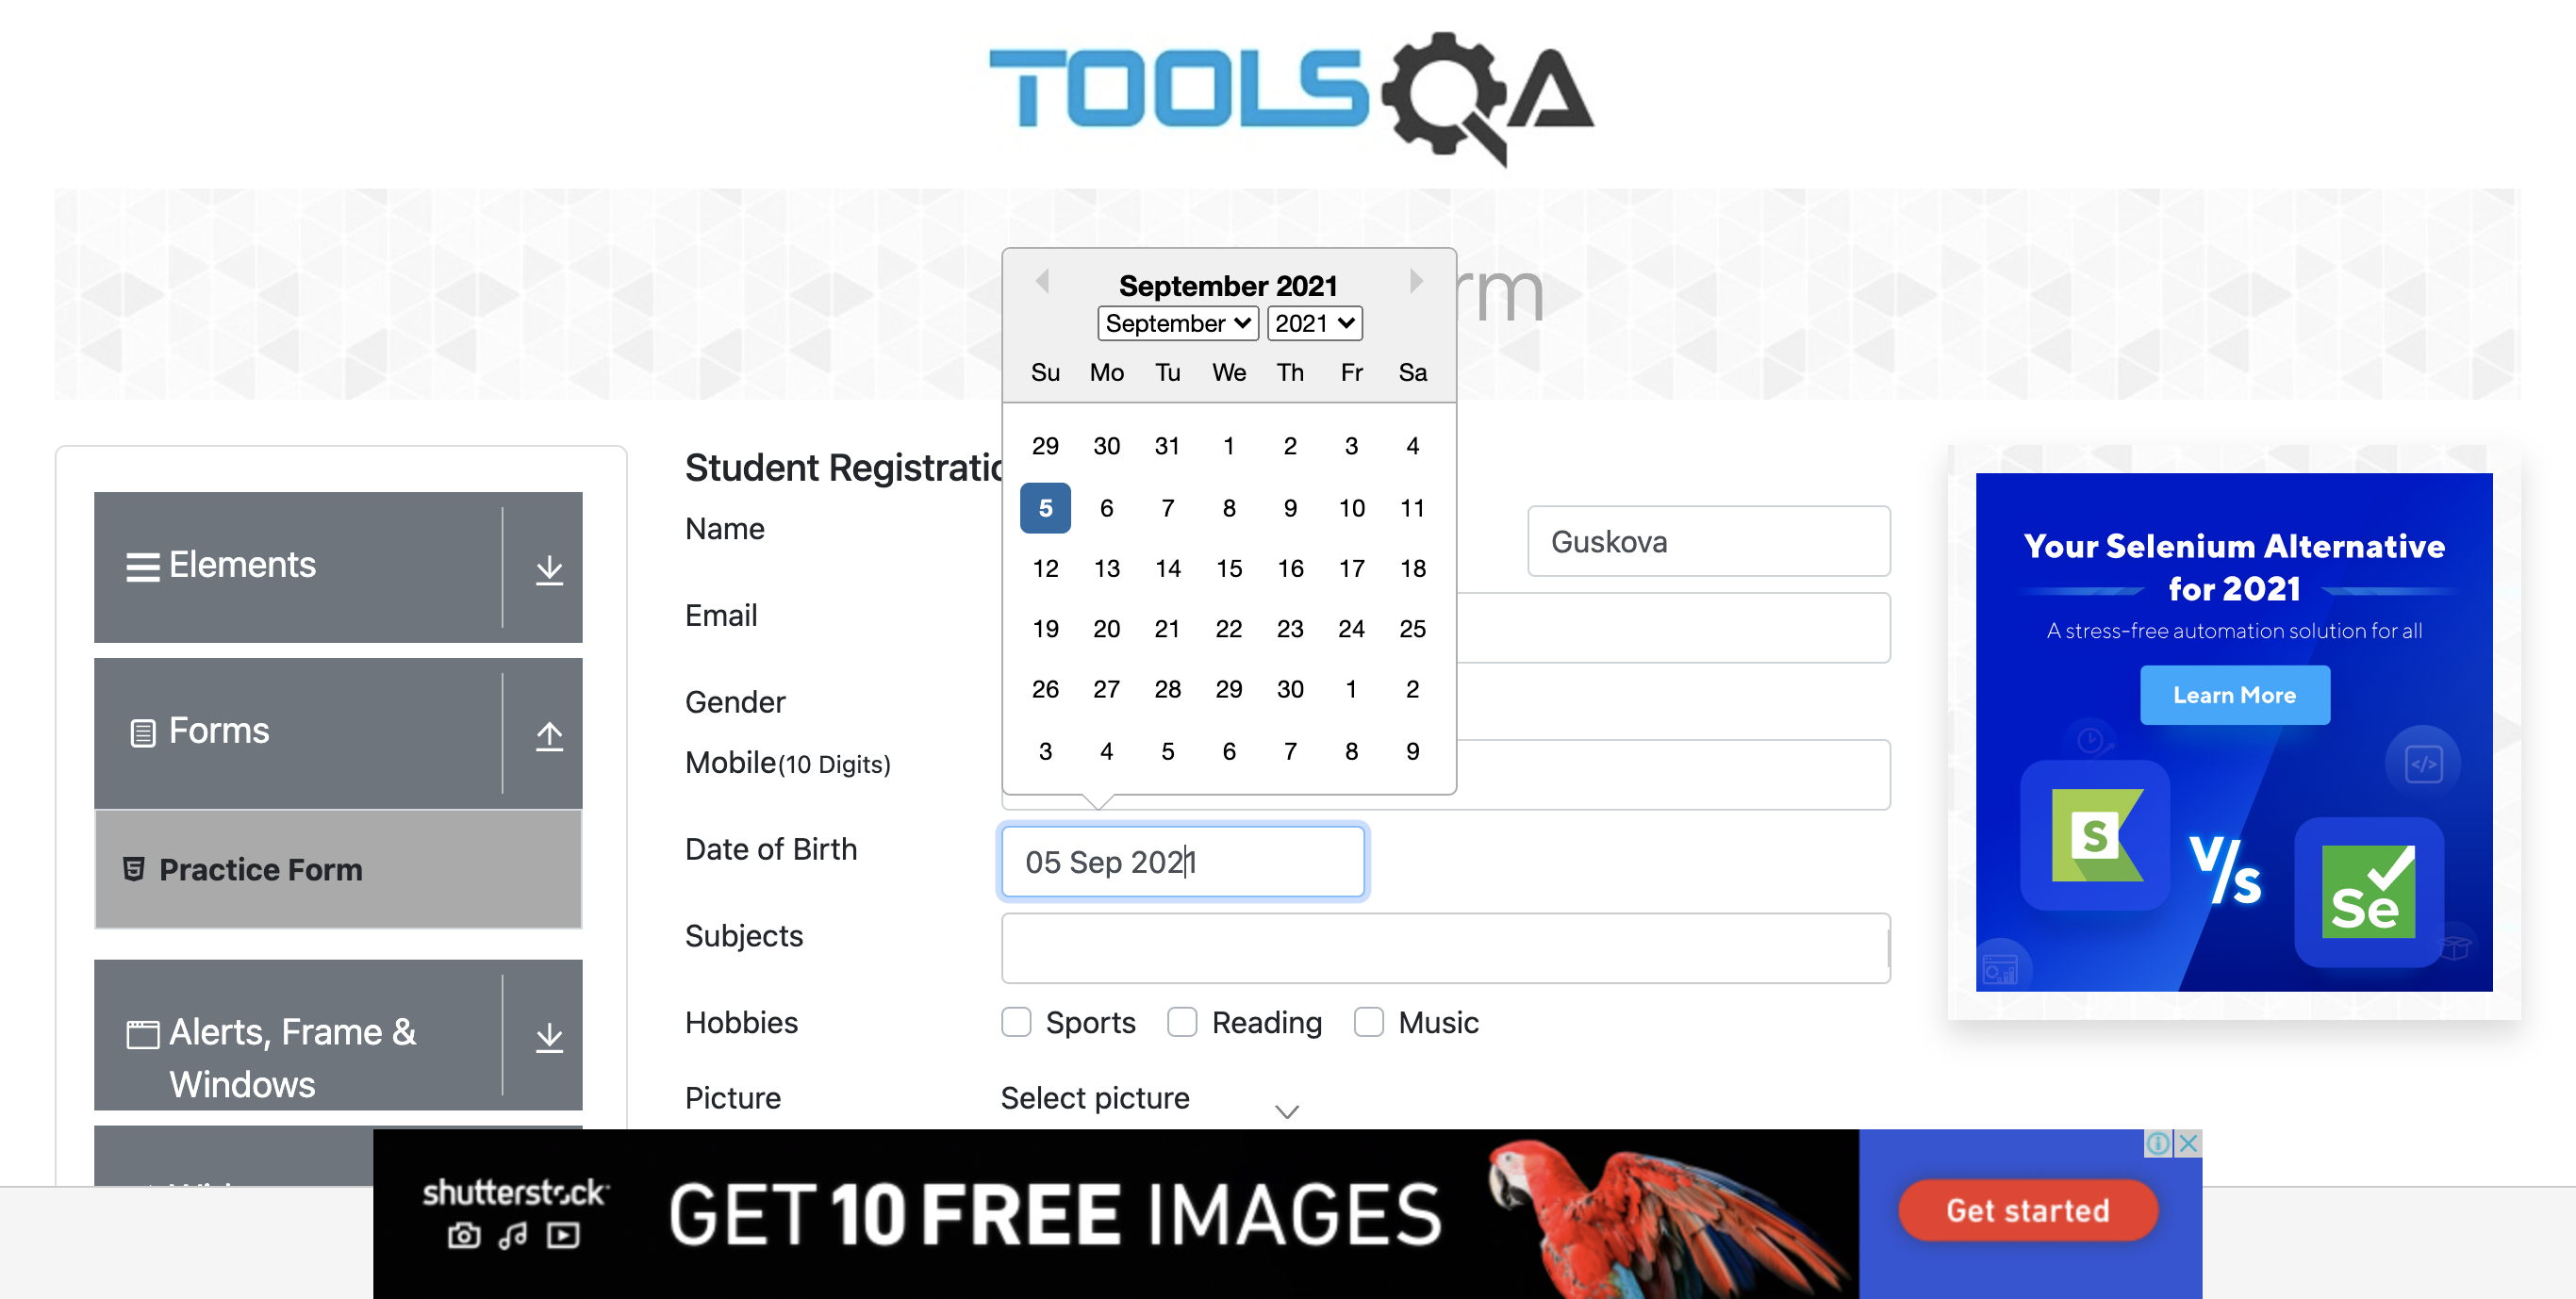 TOOLSQA
rm
September 2021
September 2021
Su Mo Tu We Th Fr Sa
29 30 31 1 2 3 4
5 6 7 8 9 10 11
12 13 14 15 16 17 18
19 20 21 22 23 24 25
26 27 28 29 30 1 2
3 4 5 6 7 8 9
Elements
Forms
Practice Form
Alerts, Frame &
Windows
Student Registratio
Name
Guskova
Email
Gender
Mobile(10 Digits)
Date of Birth
05 Sep 2021
Subjects
Hobbies
Sports Reading Music
Picture
Select picture
Your Selenium Alternative
for 2021
A stress-free automation solution for all
Learn More
S
V/s
Se
shutterstock
GET 10 FREE IMAGES
Get started